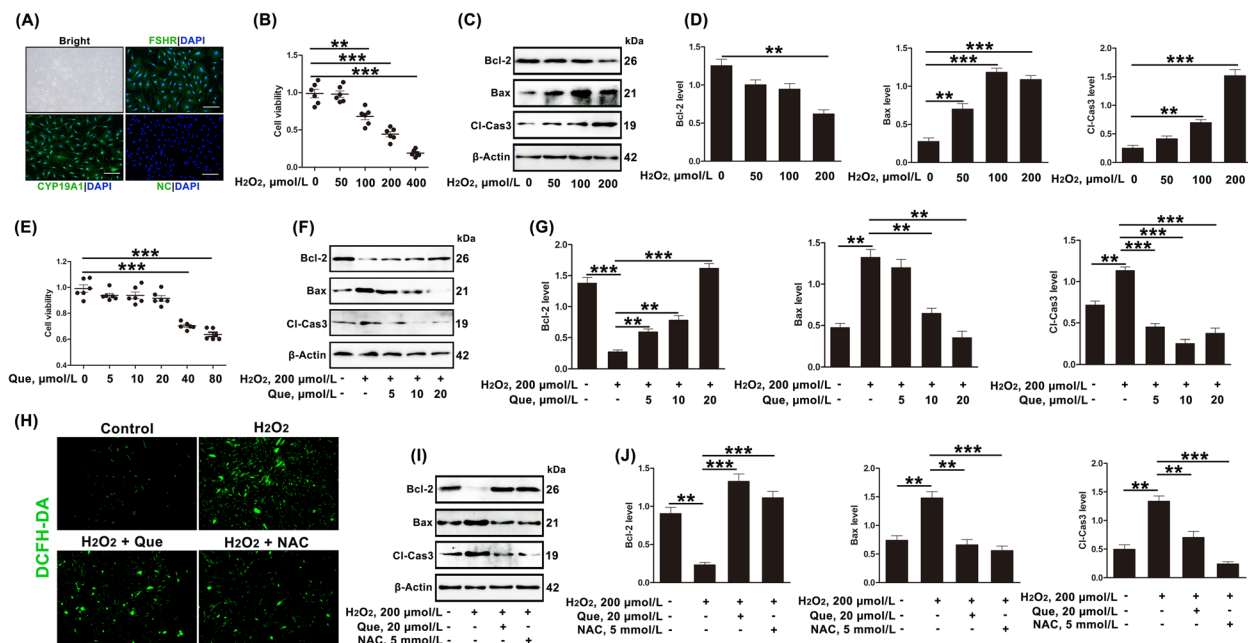 (A)
Bright
FSHR|DAPI
CYP19A1|DAPI
NC|DAPI
(B)
**
***
***
Cell viability
1.5
1.0
0.5
0.0
H₂O₂, μmol/L
0 50 100 200 400
(C)
kDa
Bcl-2 26
Bax 21
Cl-Cas3 19
β-Actin 42
H₂O₂, μmol/L 0 50 100 200
(D)
**
Bcl-2 level
1.5
1.0
0.5
0.0
H₂O₂, μmol/L 0 50 100 200
***
***
**
Bax level
1.5
1.0
0.5
0.0
0 50 100 200
***
**
Cl-Cas3 level
2.0
1.5
1.0
0.5
0.0
0 50 100 200
(E)
***
***
Cell viability
1.2
1.0
0.8
0.6
0.4
Que, μmol/L 0 5 10 20 40 80
(F)
kDa
Bcl-2 26
Bax 21
Cl-Cas3 19
β-Actin 42
H₂O₂, 200 μmol/L - + + + +
Que, μmol/L - - 5 10 20
(G)
*** ***
**
**
Bcl-2 level
2.0
1.5
1.0
0.5
0.0
H₂O₂, 200 μmol/L - + + + +
Que, μmol/L - - 5 10 20
**
** **
Bax level
1.5
1.0
0.5
0.0
H₂O₂, 200 μmol/L - + + + +
Que, μmol/L - - 5 10 20
***
***
** ***
Cl-Cas3 level
1.5
1.0
0.5
0.0
H₂O₂, 200 μmol/L - + + + +
Que, μmol/L - - 5 10 20
(H)
Control
H₂O₂
H₂O₂ + Que
H₂O₂ + NAC
DCFH-DA
(I)
kDa
Bcl-2 26
Bax 21
Cl-Cas3 19
β-Actin 42
H₂O₂, 200 μmol/L - + + +
Que, 20 μmol/L - - + -
NAC, 5 mmol/L - - - +
(J)
***
***
**
Bcl-2 level
2.0
1.5
1.0
0.5
0.0
H₂O₂, 200 μmol/L - + + +
Que, 20 μmol/L - - + -
NAC, 5 mmol/L - - - +
***
** **
Bax level
2.0
1.5
1.0
0.5
0.0
H₂O₂, 200 μmol/L - + + +
Que, 20 μmol/L - - + -
NAC, 5 mmol/L - - - +
***
** **
Cl-Cas3 level
2.0
1.5
1.0
0.5
0.0
H₂O₂, 200 μmol/L - + + +
Que, 20 μmol/L - - + -
NAC, 5 mmol/L - - - +